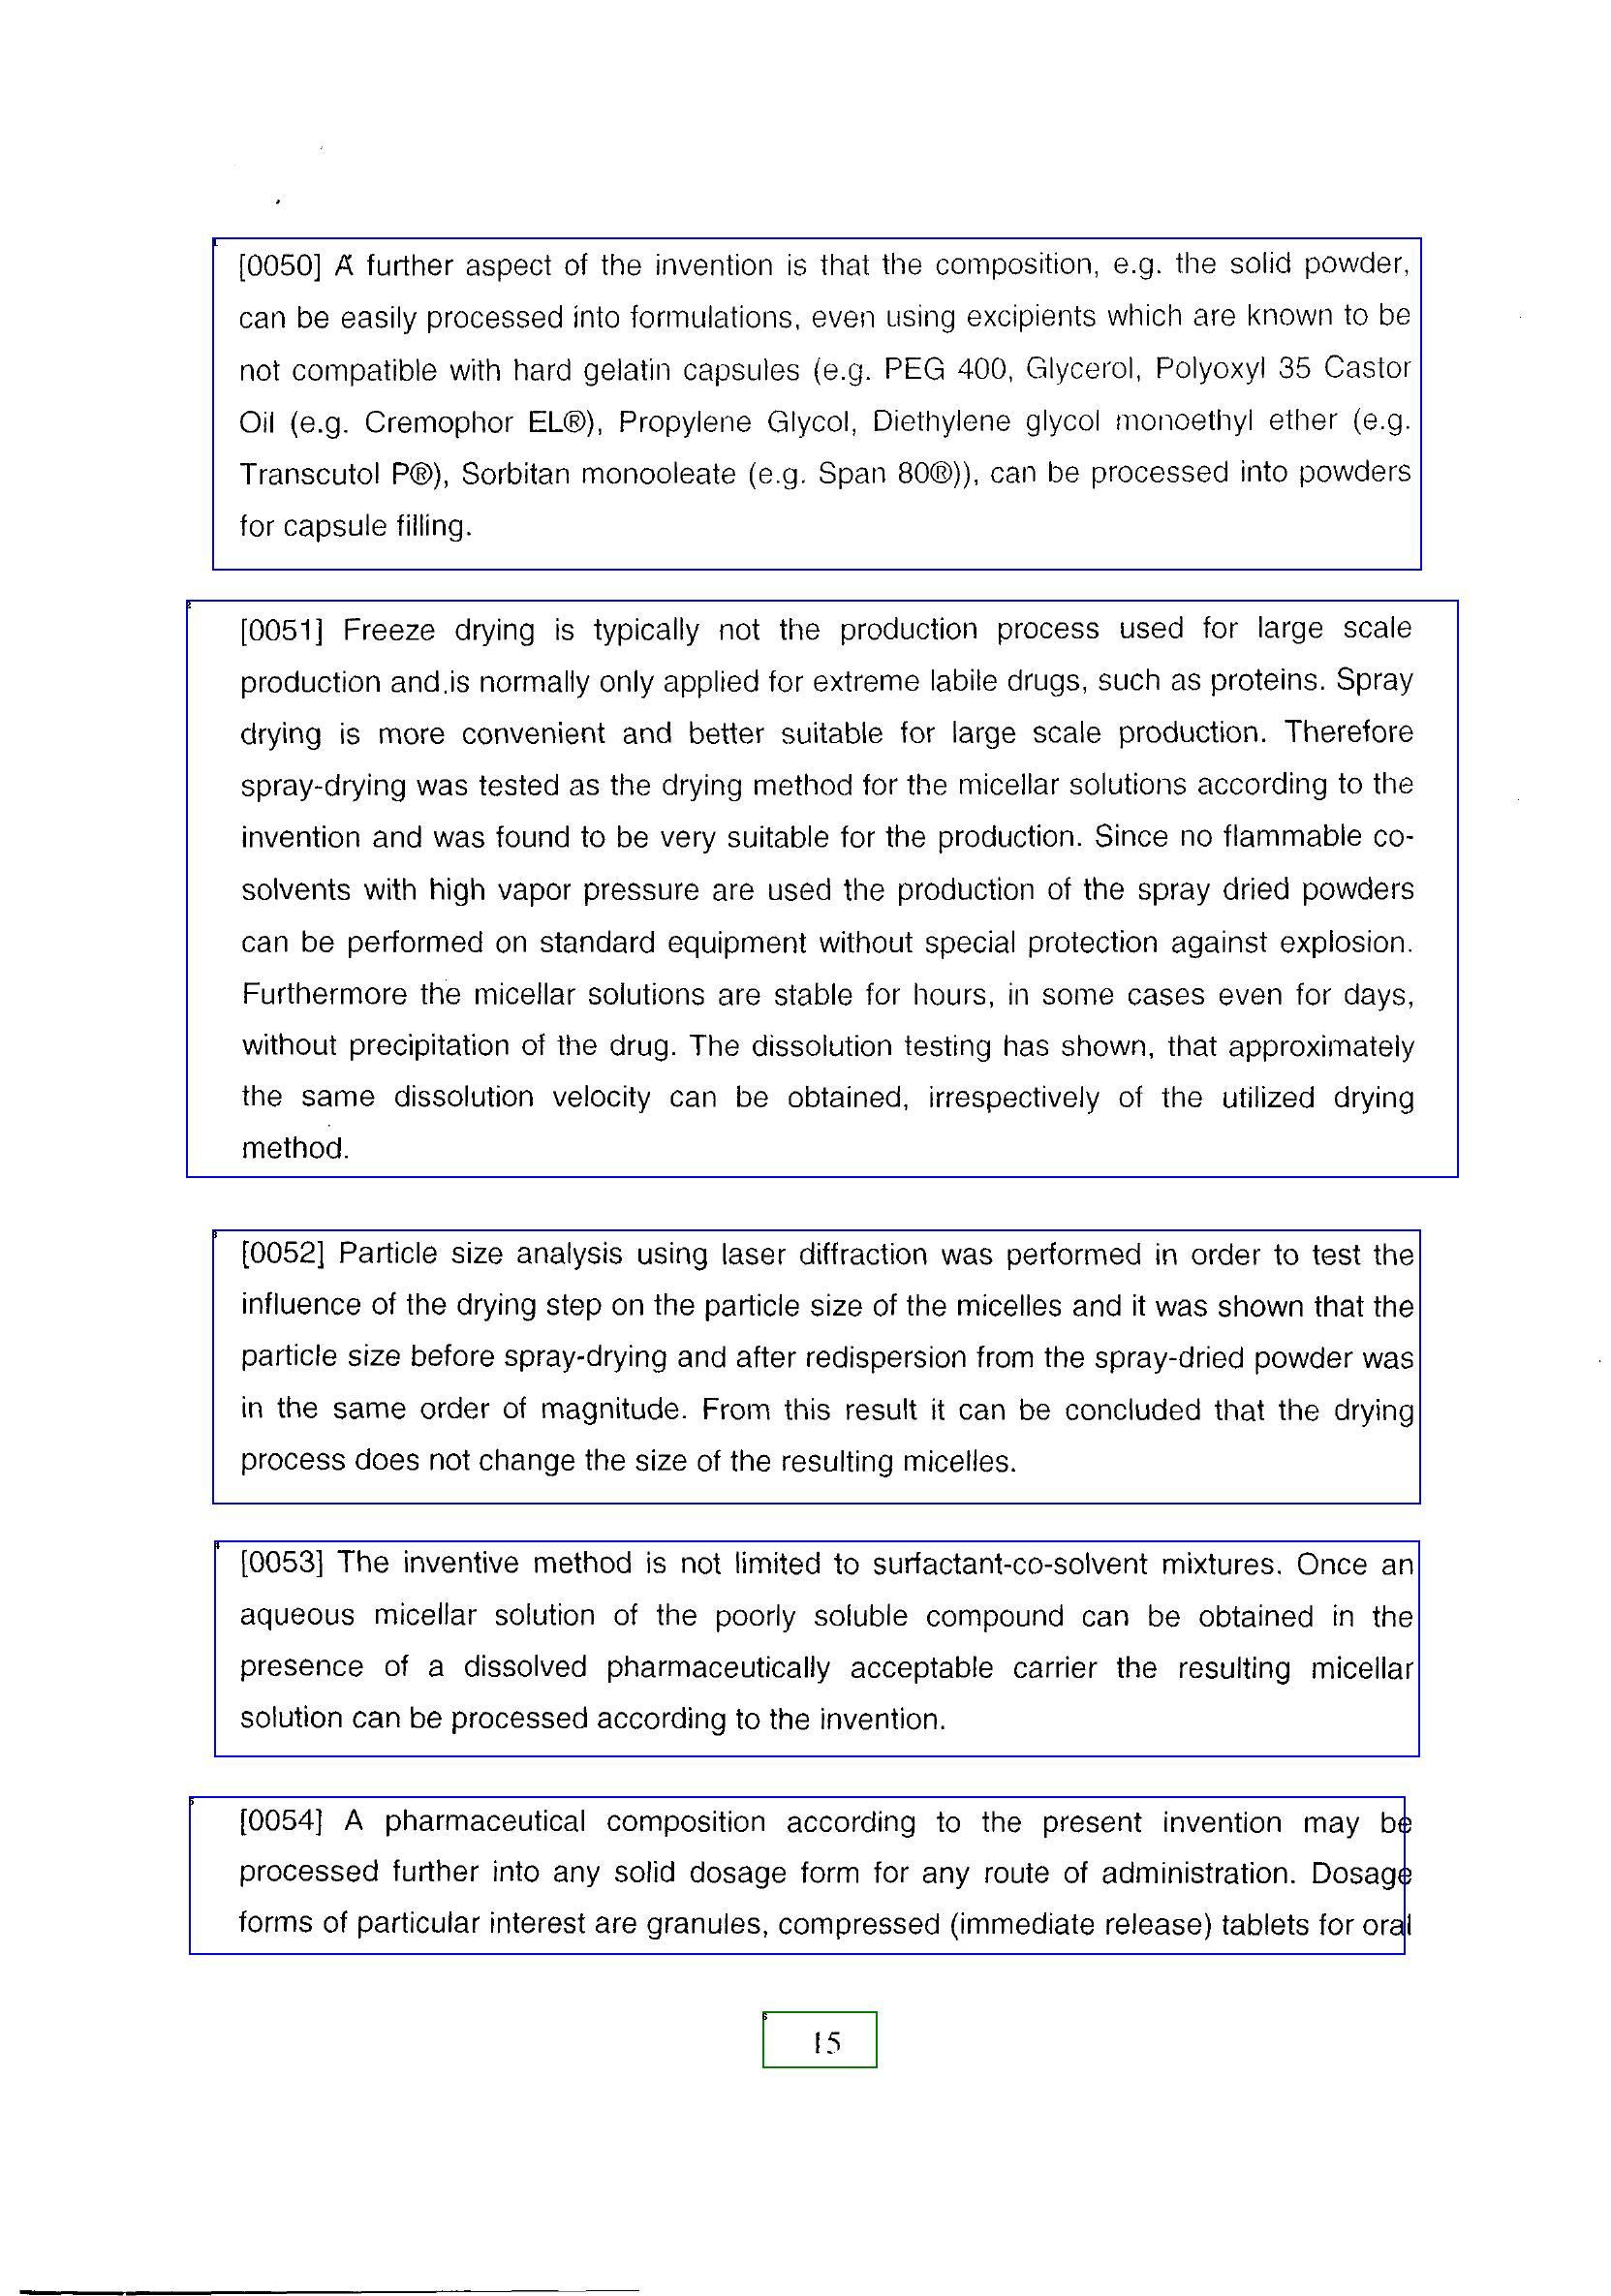 [0050] A further aspect of the invention is that the composition, e.g. the solid powder,
can be easily processed into formulations, even using excipients which are known to be
not compatible with hard gelatin capsules (e.g. PEG 400, Glycerol, Polyoxyl 35 Castor
Oil (e.g. Cremophor EL®), Propylene Glycol, Diethylene glycol monoethyl ether (e.g.
Transcutol P®), Sorbitan monooleate (e.g. Span 80®)), can be processed into powders
for capsule filling.
[0051] Freeze drying is typically not the production process used for large scale
production and.is normally only applied for extreme labile drugs, such as proteins. Spray
drying is more convenient and better suitable for large scale production. Therefore
spray-drying was tested as the drying method for the micellar solutions according to the
invention and was found to be very suitable for the production. Since no flammable co-
solvents with high vapor pressure are used the production of the spray dried powders
can be performed on standard equipment without special protection against explosion.
Furthermore the micellar solutions are stable for hours, in some cases even for days,
without precipitation of the drug. The dissolution testing has shown, that approximately
the same dissolution velocity can be obtained, irrespectively of the utilized drying
method.
[0052] Particle size analysis using laser diffraction was performed in order to test the
influence of the drying step on the particle size of the micelles and it was shown that the
particle size before spray-drying and after redispersion from the spray-dried powder was
in the same order of magnitude. From this result it can be concluded that the drying
process does not change the size of the resulting micelles.
[0053] The inventive method is not limited to surfactant-co-solvent mixtures. Once an
aqueous micellar solution of the poorly soluble compound can be obtained in the
presence of a dissolved pharmaceutically acceptable carrier the resulting micellar
solution can be processed according to the invention.
[0054] A pharmaceutical composition according to the present invention may be
processed further into any solid dosage form for any route of administration. Dosage
forms of particular interest are granules, compressed (immediate release) tablets for oral
15